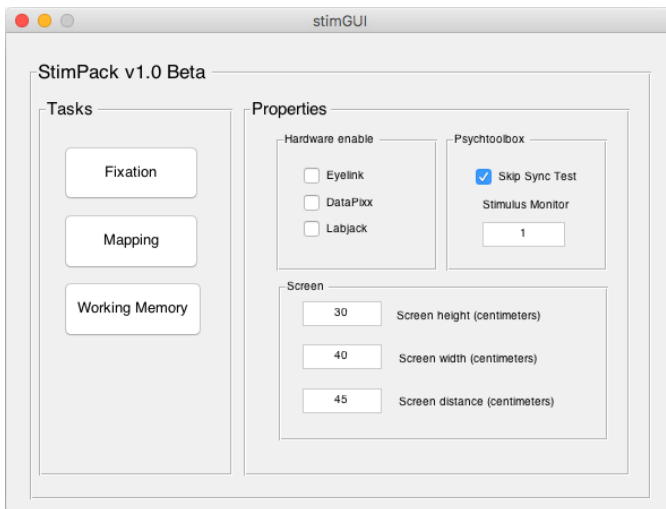 stimGUI
StimPack v1.0 Beta
Tasks
Fixation
Mapping
Working Memory
Properties
Hardware enable
Eyelink
DataPixx
Labjack
Psychtoolbox
Skip Sync Test
Stimulus Monitor
1
Screen
30 Screen height (centimeters)
40 Screen width (centimeters)
45 Screen distance (centimeters)